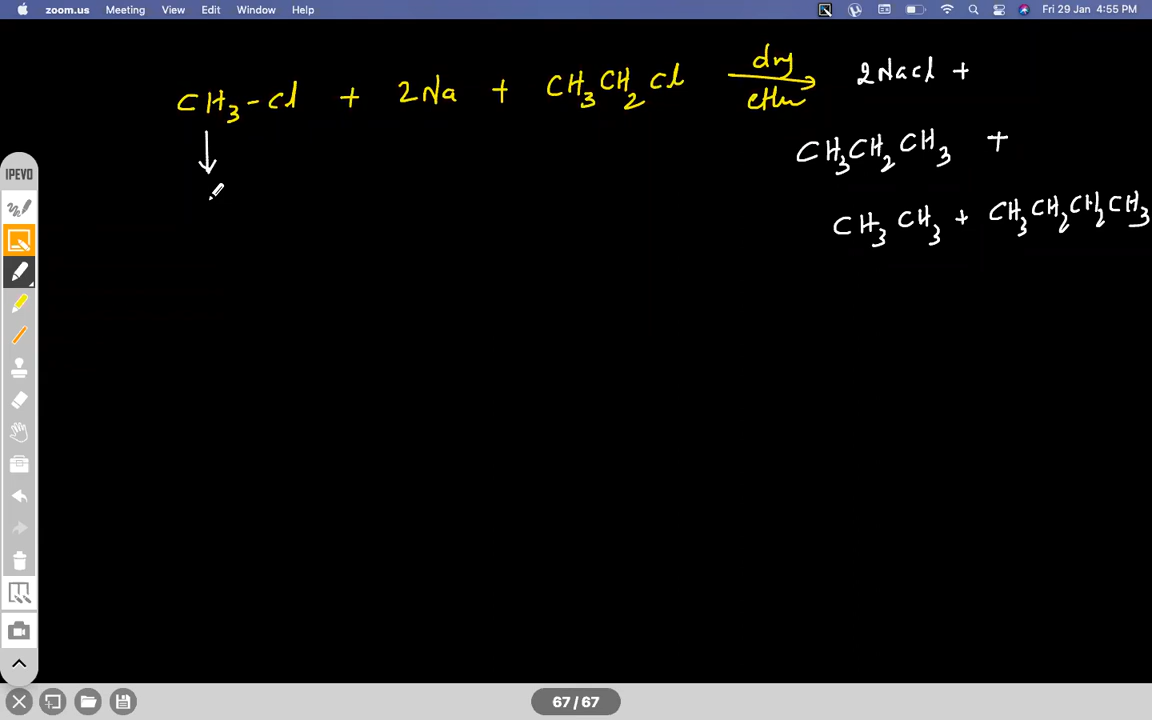 zoom.us Meeting View Edit Window Help Fri 29 Jan 4:55 PM
CH₃-Cl + 2Na + CH₃CH₂Cl dry ether → 2NaCl +
CH₃CH₂CH₃ +
CH₃CH₃ + CH₃CH₂CH₂CH₃
IPEVO
67/67